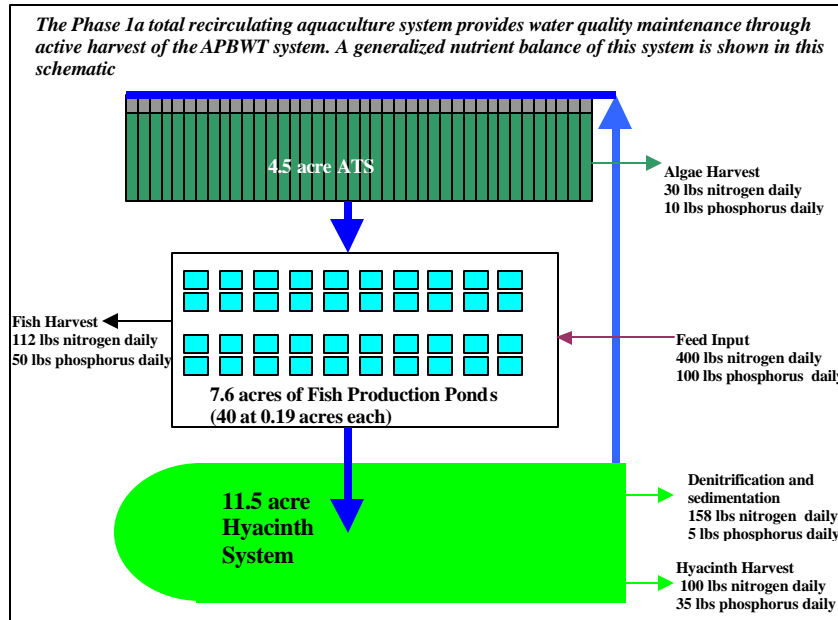 The Phase 1a total recirculating aquaculture system provides water quality maintenance through
active harvest of the APBWT system. A generalized nutrient balance of this system is shown in this
schematic
4.5 acre ATS
Algae Harvest
30 lbs nitrogen daily
10 lbs phosphorus daily
Fish Harvest
112 lbs nitrogen daily
50 lbs phosphorus daily
Feed Input
400 lbs nitrogen daily
100 lbs phosphorus daily
7.6 acres of Fish Production Ponds
(40 at 0.19 acres each)
11.5 acre
Hyacinth
System
Denitrification and
sedimentation
158 lbs nitrogen daily
5 lbs phosphorus daily
Hyacinth Harvest
100 lbs nitrogen daily
35 lbs phosphorus daily